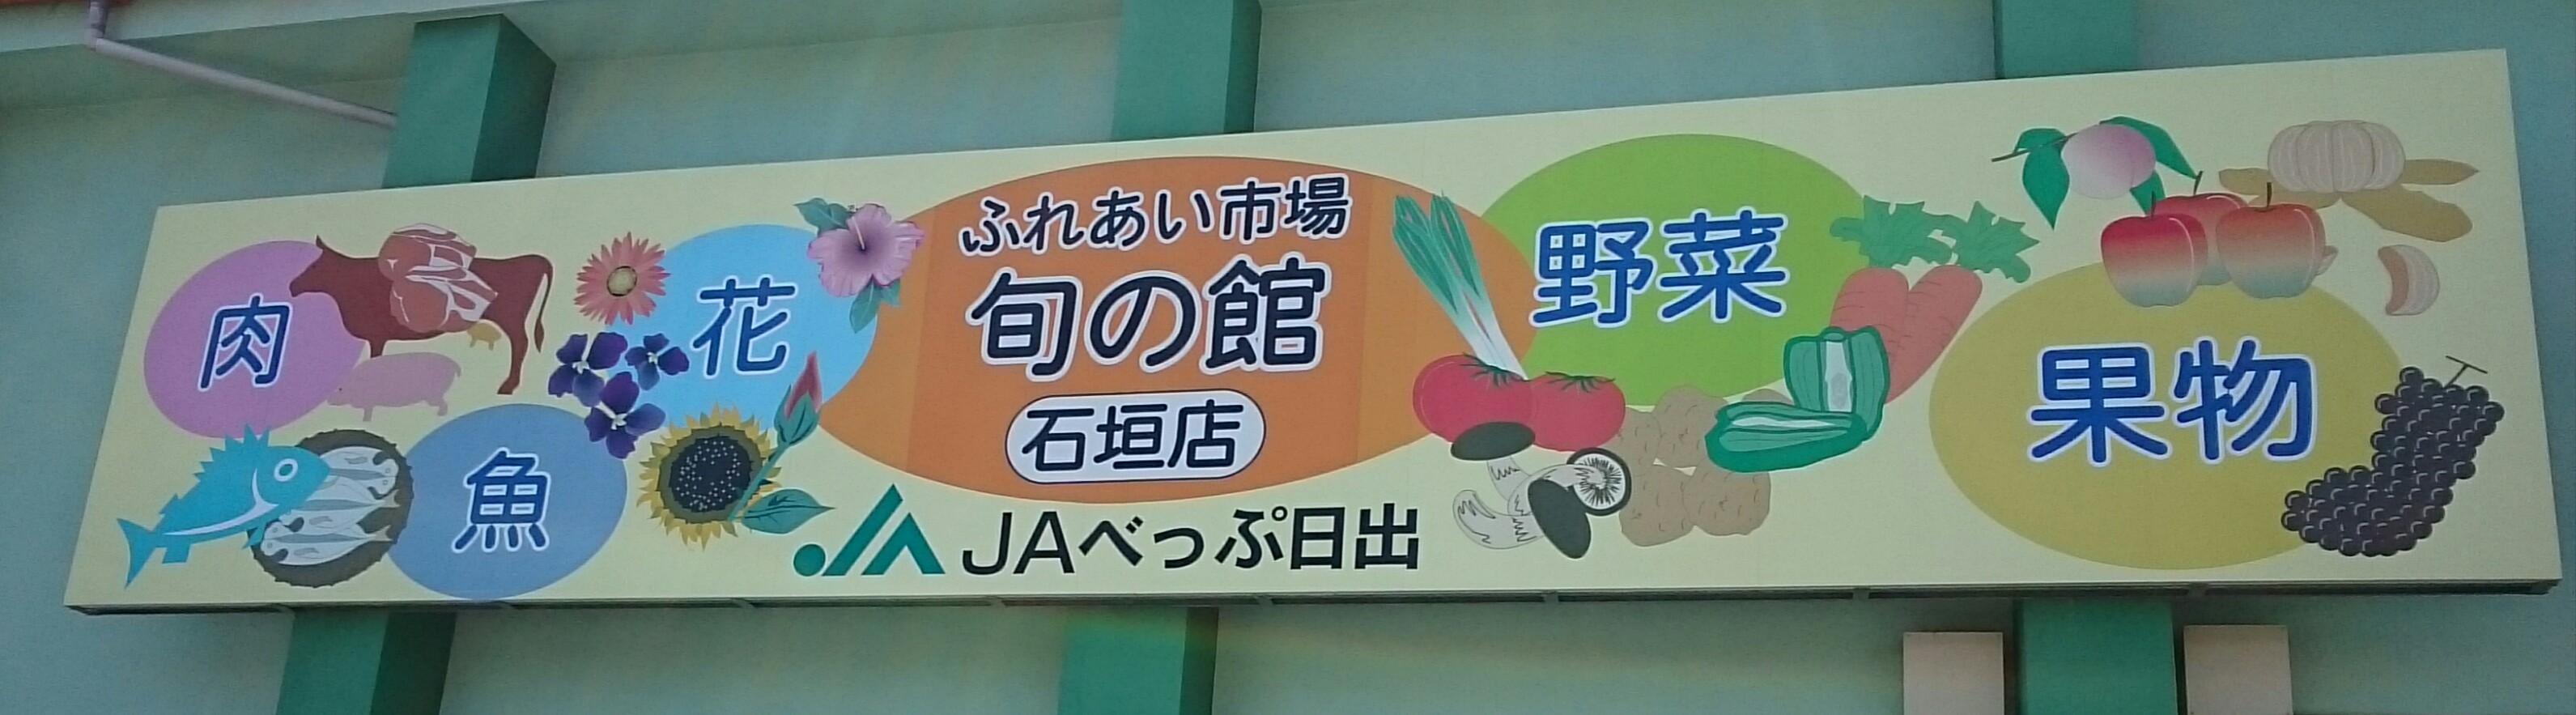 肉
魚
花
ふれあい市場
旬の館
石垣店
JAべっぷ日出
野菜
果物